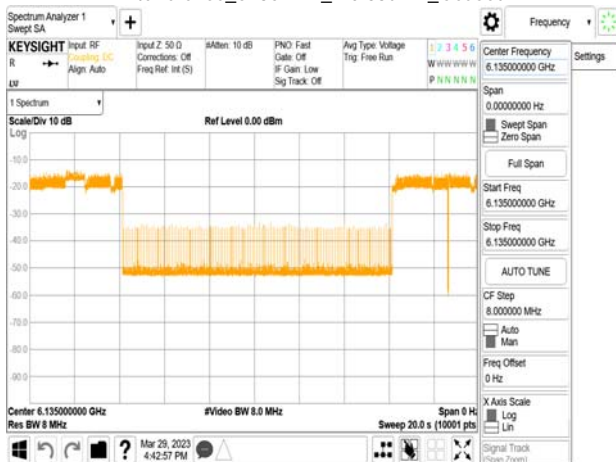 Spectrum Analyzer 1
Swept SA
+
Frequency
KEYSIGHT
R
Input: RF
Coupling: DC
Align: Auto
Input Z: 50 Ω
Corrections: Off
Freq Ref: Int (S)
#Atten: 10 dB
PNO: Fast
Gate: Off
IF Gain: Low
Sig Track: Off
Avg Type: Voltage
Trig: Free Run
1 2 3 4 5 6
W W W W W W
P N N N N N
LXI
1 Spectrum
Scale/Div 10 dB
Ref Level 0.00 dBm
Log
-10.0
-20.0
-30.0
-40.0
-50.0
-60.0
-70.0
-80.0
-90.0
Center 6.135000000 GHz
#Video BW 8.0 MHz
Span 0 Hz
Res BW 8 MHz
Sweep 20.0 s (10001 pts
Mar 29, 2023
4:42:57 PM
?
Center Frequency
6.135000000 GHz
Settings
Span
0.00000000 Hz
Swept Span
Zero Span
Full Span
Start Freq
6.135000000 GHz
Stop Freq
6.135000000 GHz
AUTO TUNE
CF Step
8.000000 MHz
Auto
Man
Freq Offset
0 Hz
X Axis Scale
Log
Lin
Signal Track
(Span Zoom)